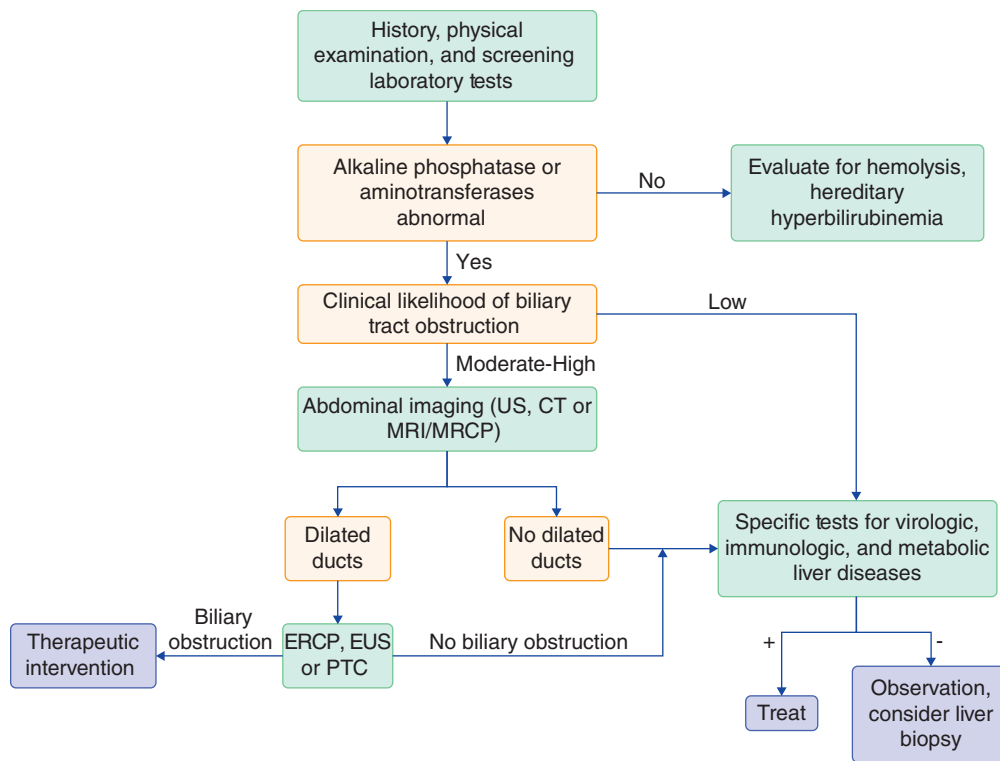 History, physical
examination, and screening
laboratory tests
Alkaline phosphatase or
aminotransferases
abnormal
No
Evaluate for hemolysis,
hereditary
hyperbilirubinemia
Yes
Clinical likelihood of biliary
tract obstruction
Low
Moderate-High
Abdominal imaging (US, CT or
MRI/MRCP)
Dilated
ducts
No dilated
ducts
Specific tests for virologic,
immunologic, and metabolic
liver diseases
Therapeutic
intervention
Biliary
obstruction
ERCP, EUS
or PTC
No biliary obstruction
+
-
Treat
Observation,
consider liver
biopsy